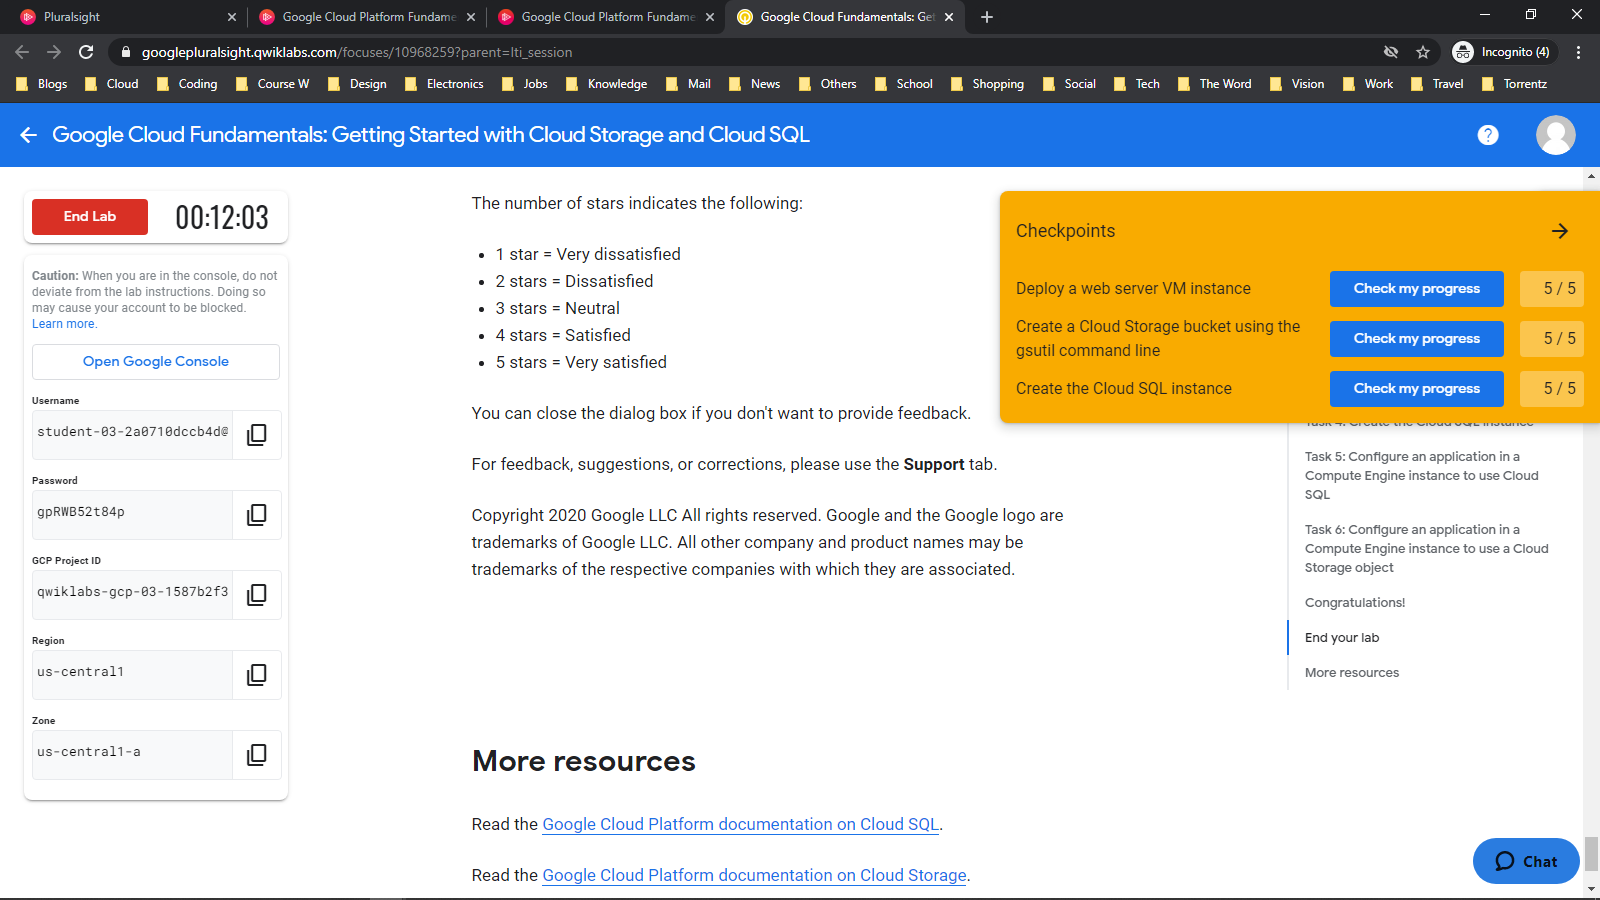 Pluralsight
Google Cloud Platform Fundame
Google Cloud Platform Fundame
Google Cloud Fundamentals: Get
googlepluralsight.qwiklabs.com/focuses/10968259?parent=lti_session
Incognito (4)
Blogs
Cloud
Coding
Course W
Design
Electronics
Jobs
Knowledge
Mail
News
Others
School
Shopping
Social
Tech
The Word
Vision
Work
Travel
Torrentz
Google Cloud Fundamentals: Getting Started with Cloud Storage and Cloud SQL
?
End Lab
00:12:03
Caution: When you are in the console, do not
deviate from the lab instructions. Doing so
may cause your account to be blocked.
Learn more.
Open Google Console
Username
student-03-2a0710dccb4d@
Password
gpRWB52t84p
GCP Project ID
qwiklabs-gcp-03-1587b2f3
Region
us-central1
Zone
us-central1-a
The number of stars indicates the following:
• 1 star = Very dissatisfied
• 2 stars = Dissatisfied
• 3 stars = Neutral
• 4 stars = Satisfied
• 5 stars = Very satisfied
You can close the dialog box if you don't want to provide feedback.
For feedback, suggestions, or corrections, please use the Support tab.
Copyright 2020 Google LLC All rights reserved. Google and the Google logo are
trademarks of Google LLC. All other company and product names may be
trademarks of the respective companies with which they are associated.
More resources
Read the Google Cloud Platform documentation on Cloud SQL.
Read the Google Cloud Platform documentation on Cloud Storage.
Checkpoints
Deploy a web server VM instance
Check my progress
5 / 5
Create a Cloud Storage bucket using the
gsutil command line
Check my progress
5 / 5
Create the Cloud SQL instance
Check my progress
5 / 5
Task 4: Create the Cloud SQL instance
Task 5: Configure an application in a
Compute Engine instance to use Cloud
SQL
Task 6: Configure an application in a
Compute Engine instance to use a Cloud
Storage object
Congratulations!
End your lab
More resources
Chat